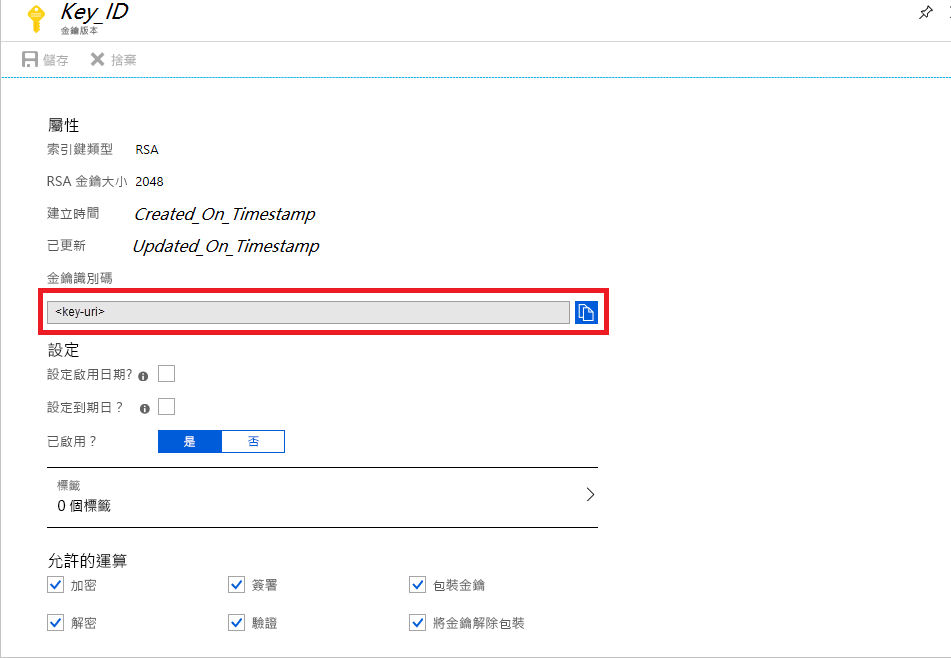 Key_ID
金鑰版本
儲存 捨棄
屬性
索引鍵類型 RSA
RSA 金鑰大小 2048
建立時間 Created_On_Timestamp
已更新 Updated_On_Timestamp
金鑰識別碼
<key-uri>
設定
設定啟用日期?
設定到期日？
已啟用？ 是 否
標籤
0 個標籤
允許的運算
加密 簽署 包裝金鑰
解密 驗證 將金鑰解除包裝